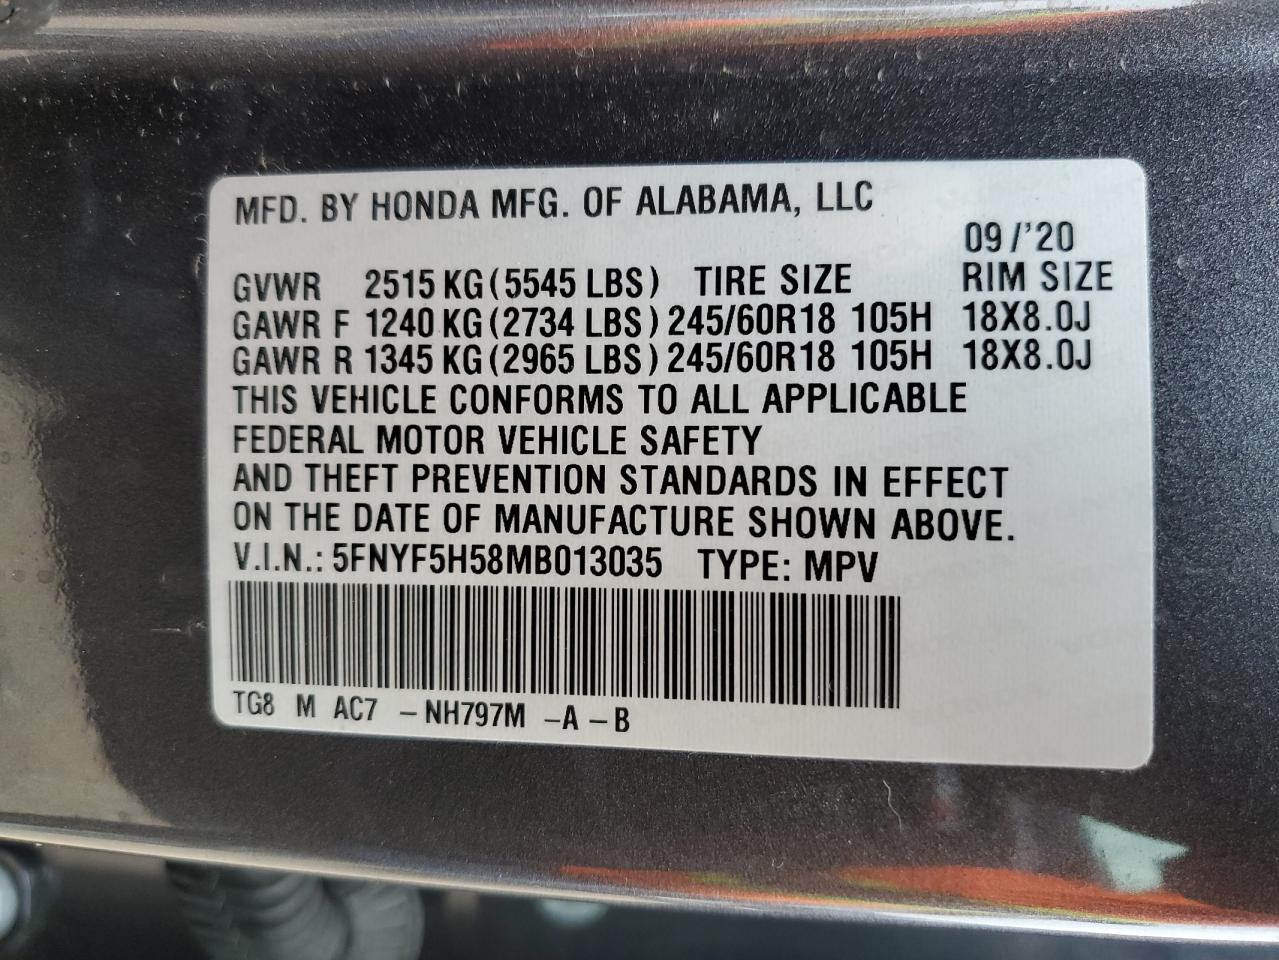 MFD. BY HONDA MFG. OF ALABAMA, LLC
09/'20
GVWR 2515 KG (5545 LBS) TIRE SIZE RIM SIZE
GAWR F 1240 KG (2734 LBS) 245/60R18 105H 18X8.0J
GAWR R 1345 KG (2965 LBS) 245/60R18 105H 18X8.0J
THIS VEHICLE CONFORMS TO ALL APPLICABLE
FEDERAL MOTOR VEHICLE SAFETY
AND THEFT PREVENTION STANDARDS IN EFFECT
ON THE DATE OF MANUFACTURE SHOWN ABOVE.
V.I.N.: 5FNYF5H58MB013035 TYPE: MPV
TG8 M AC7 -NH797M -A -B